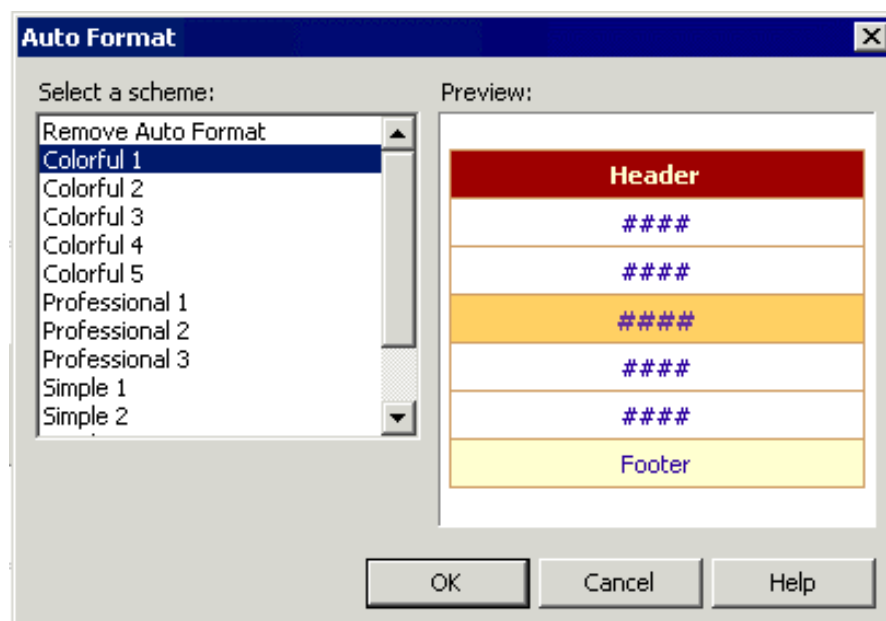 Auto Format
Select a scheme:
Remove Auto Format
Colorful 1
Colorful 2
Colorful 3
Colorful 4
Colorful 5
Professional 1
Professional 2
Professional 3
Simple 1
Simple 2
Preview:
Header
####
####
####
####
####
Footer
OK Cancel Help